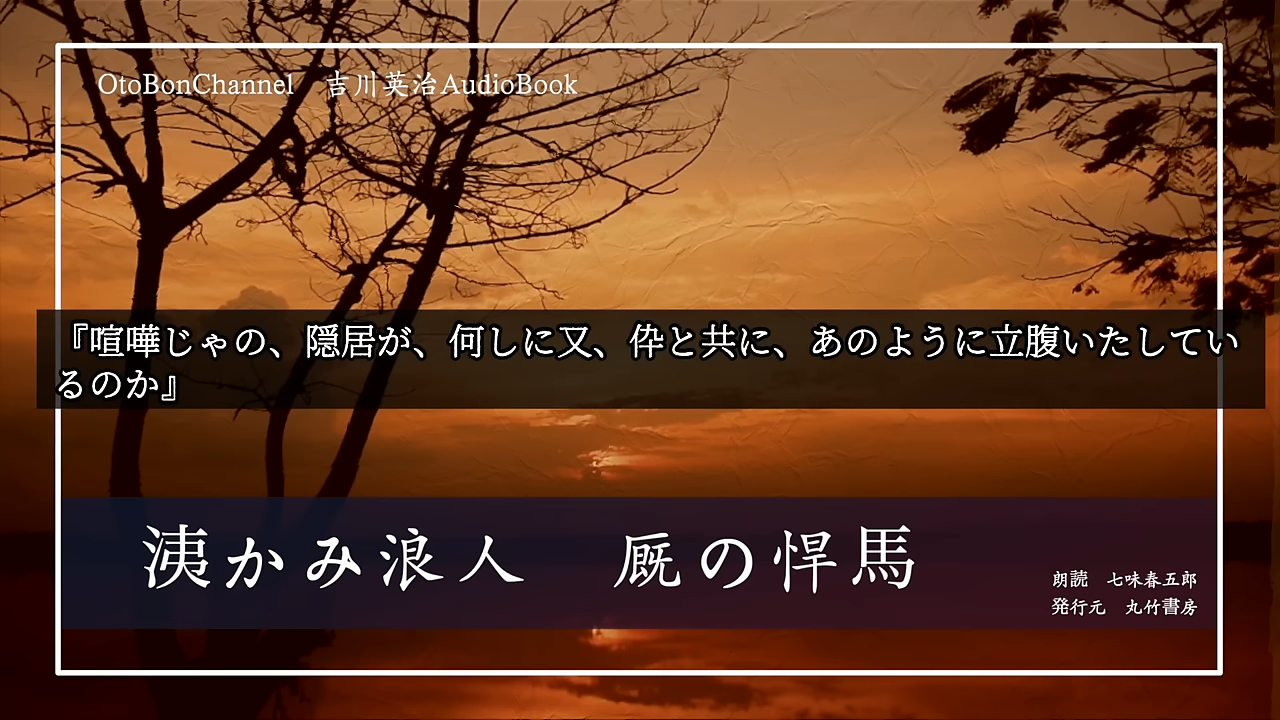 OtoBonChannel　吉川英治AudioBook
『喧嘩じゃの、隠居が、何しに又、伜と共に、あのように立腹いたしてい
るのか』
洟かみ浪人　厩の悍馬
朗読　七味春五郎
発行元　丸竹書房